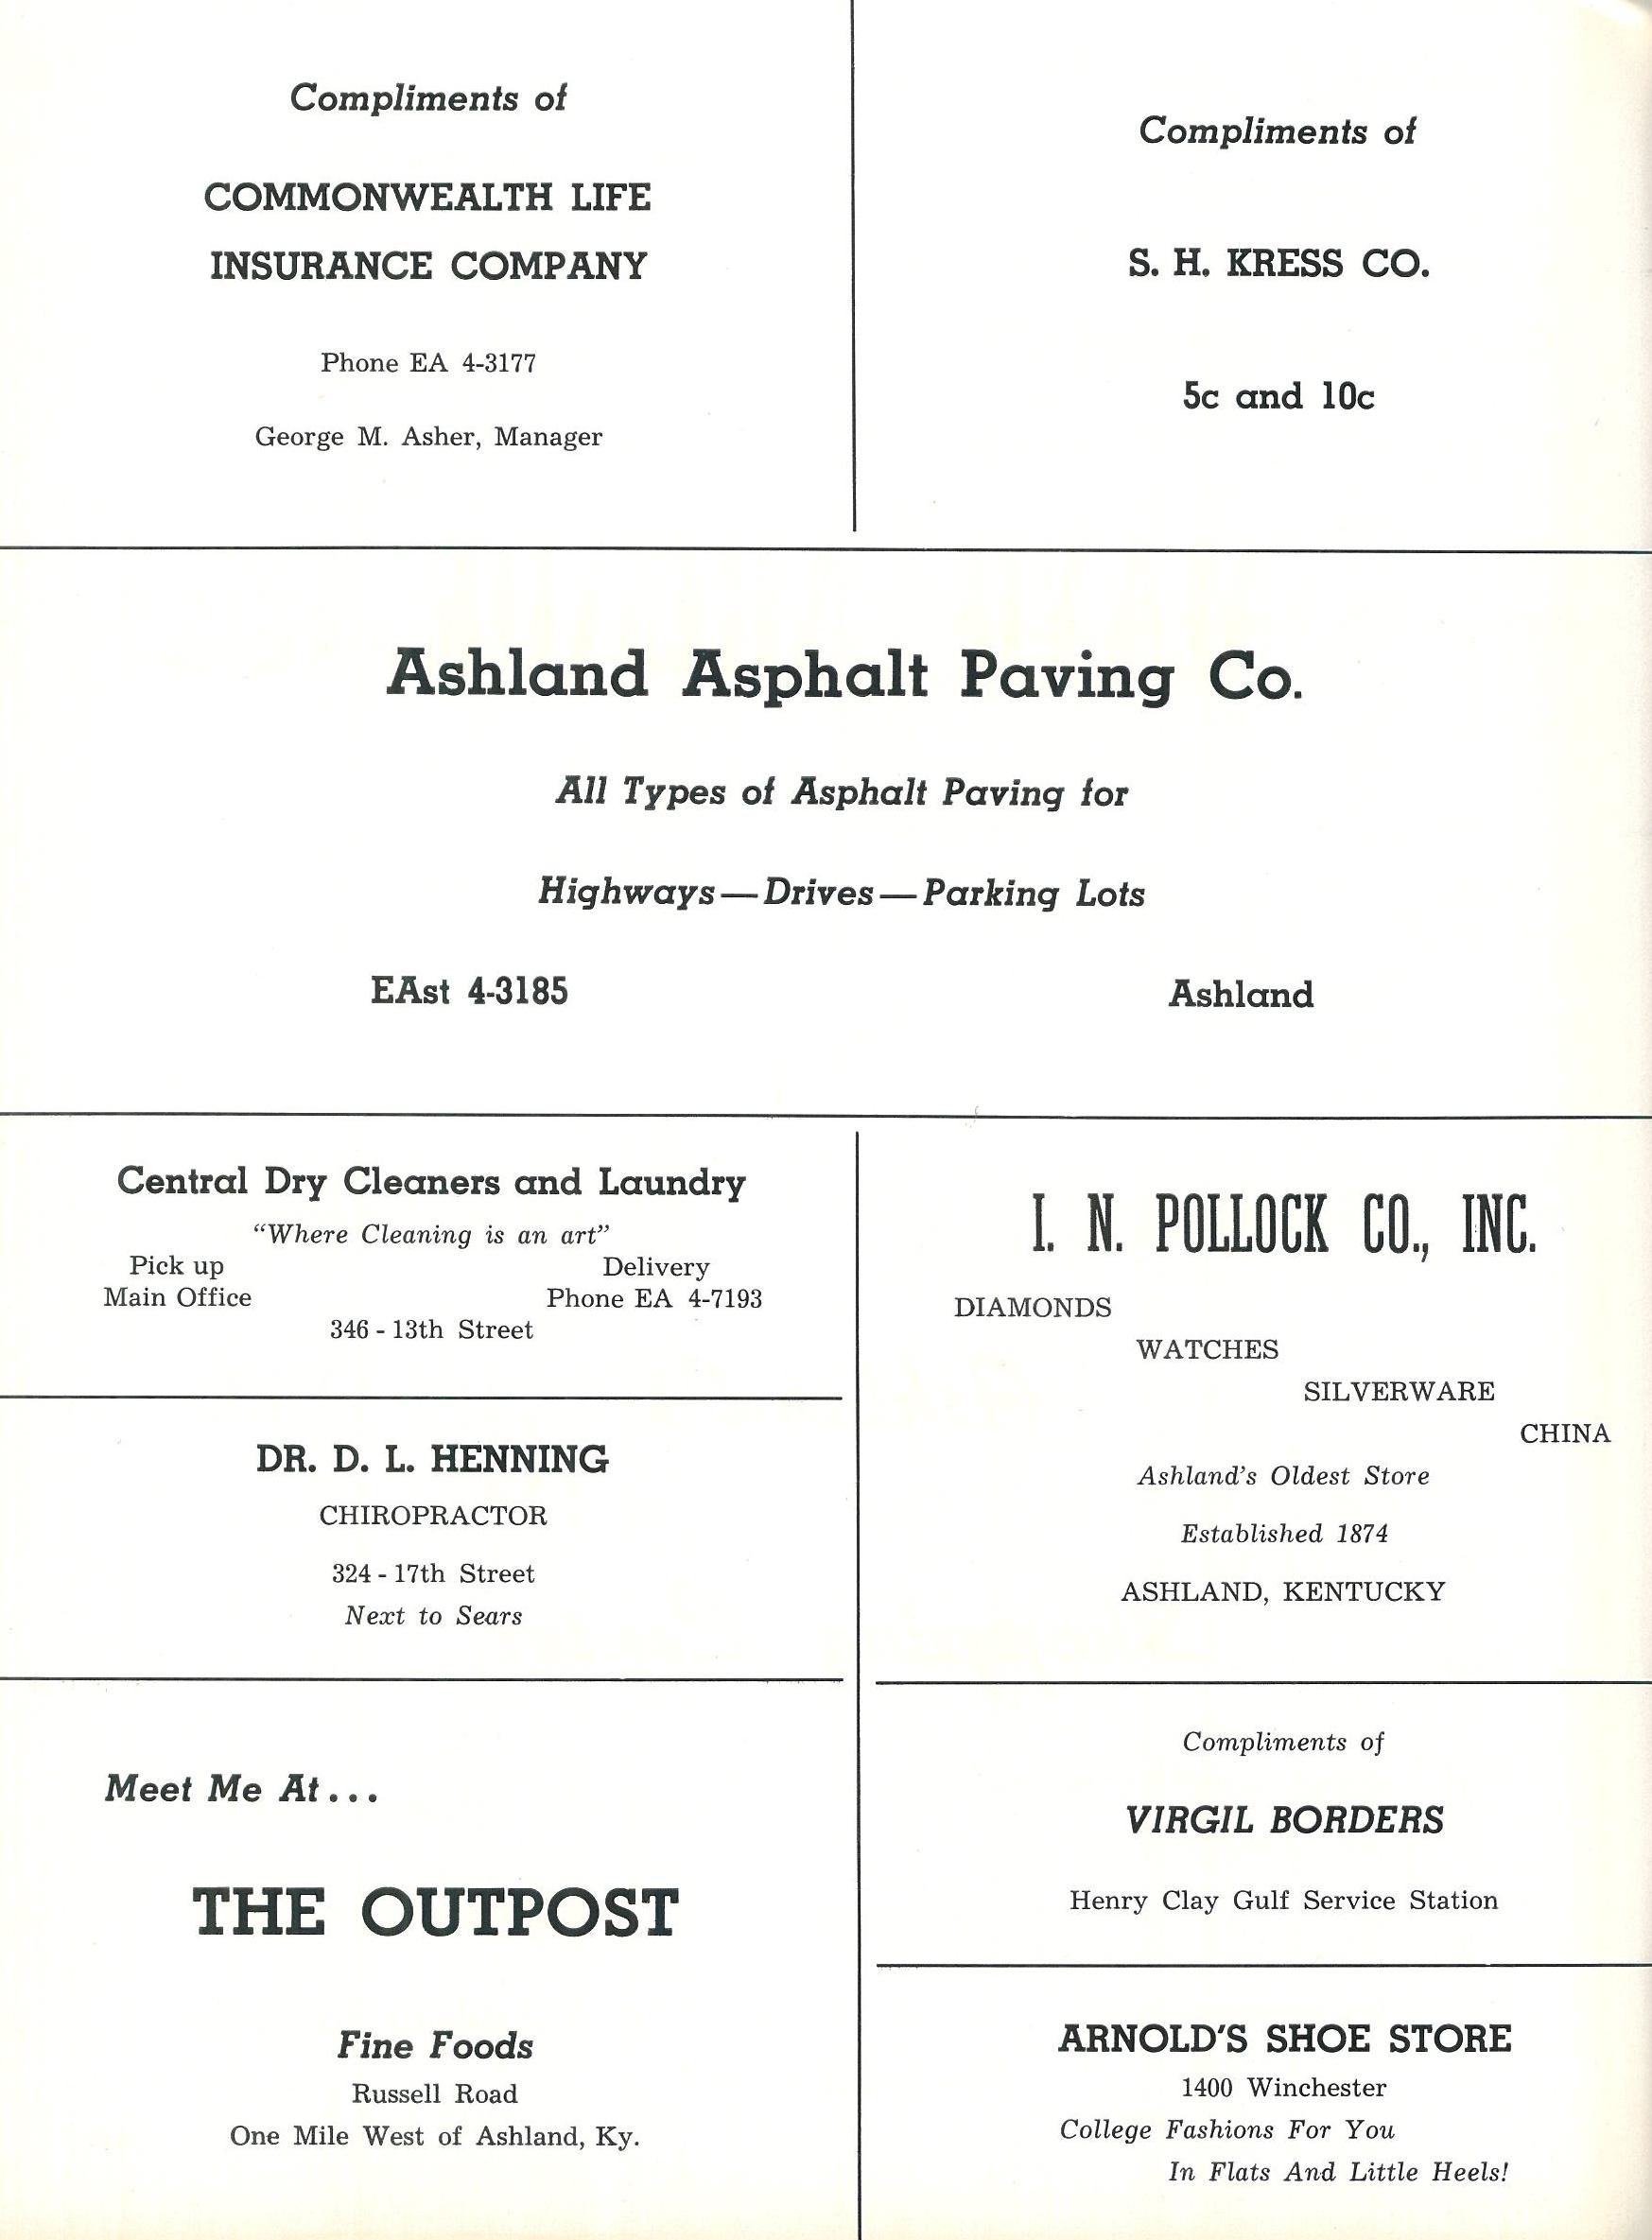 Compliments of
COMMONWEALTH LIFE
INSURANCE COMPANY
Phone EA 4-3177
George M. Asher, Manager
Compliments of
S. H. KRESS CO.
5c and 10c
Ashland Asphalt Paving Co.
All Types of Asphalt Paving for
Highways—Drives—Parking Lots
EAst 4-3185 Ashland
Central Dry Cleaners and Laundry
"Where Cleaning is an art"
Pick up Delivery
Main Office Phone EA 4-7193
346 - 13th Street
DR. D. L. HENNING
CHIROPRACTOR
324 - 17th Street
Next to Sears
Meet Me At...
THE OUTPOST
Fine Foods
Russell Road
One Mile West of Ashland, Ky.
I. N. POLLOCK CO., INC.
DIAMONDS
WATCHES
SILVERWARE
CHINA
Ashland's Oldest Store
Established 1874
ASHLAND, KENTUCKY
Compliments of
VIRGIL BORDERS
Henry Clay Gulf Service Station
ARNOLD'S SHOE STORE
1400 Winchester
College Fashions For You
In Flats And Little Heels!